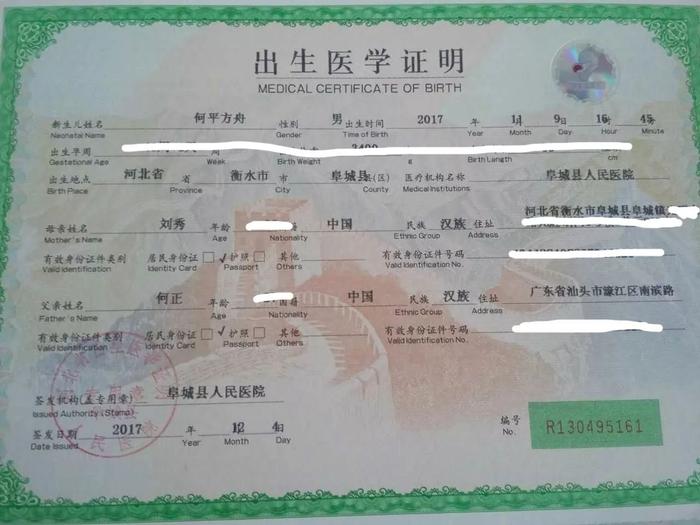 出生医学证明
MEDICAL CERTIFICATE OF BIRTH
新生儿姓名 何平方舟 性别 男 出生时间 2017 年 11 月 9 日 16 时 45 分
Neonatal Name Gender Time of Birth Year Month Day Hour Minute
出生孕周
Gestational Age Week Birth Weight g Birth Length cm
出生地点 河北省 省 衡水市 市 阜城县 县(区) 医疗机构名称 阜城县人民医院
Birth Place Province City County Medical Institutions
河北省衡水市阜城县阜城镇
母亲姓名 刘秀 年龄 国籍 中国 民族 汉族 住址
Mother's Name Age Nationality Ethnic Group Address
有效身份证件类别 居民身份证 ✓ 护照 其他 有效身份证件号码
Valid Identification Identity Card Passport Others Valid Identification No.
父亲姓名 何正 年龄 国籍 中国 民族 汉族 住址 广东省汕头市濠江区南滨路
Father's Name Age Nationality Ethnic Group Address
有效身份证件类别 居民身份证 ✓ 护照 其他 有效身份证件号码
Valid Identification Identity Card Passport Others Valid Identification No.
签发机构(盖专用章) 阜城县人民医院
Issued Authority (Stamp)
签发日期 2017 年 12 月 4 日
Date Issued Year Month Day
编号 R130495161
No.